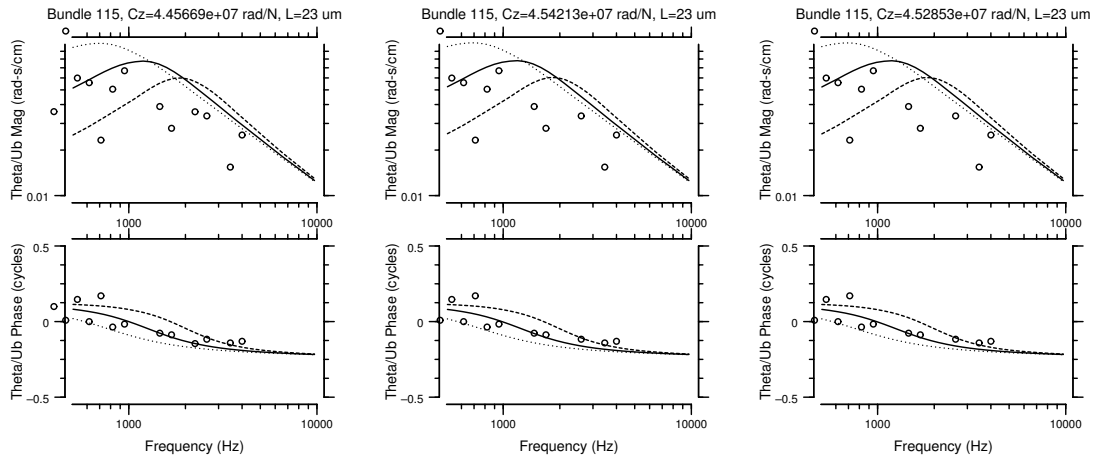 Bundle 115, Cz=4.45669e+07 rad/N, L=23 um
Theta/Ub Mag (rad-s/cm)
0.01
1000
10000
Theta/Ub Phase (cycles)
0.5
0
−0.5
1000
10000
Frequency (Hz)
Bundle 115, Cz=4.54213e+07 rad/N, L=23 um
Theta/Ub Mag (rad-s/cm)
0.01
1000
10000
Theta/Ub Phase (cycles)
0.5
0
−0.5
1000
10000
Frequency (Hz)
Bundle 115, Cz=4.52853e+07 rad/N, L=23 um
Theta/Ub Mag (rad-s/cm)
0.01
1000
10000
Theta/Ub Phase (cycles)
0.5
0
−0.5
1000
10000
Frequency (Hz)